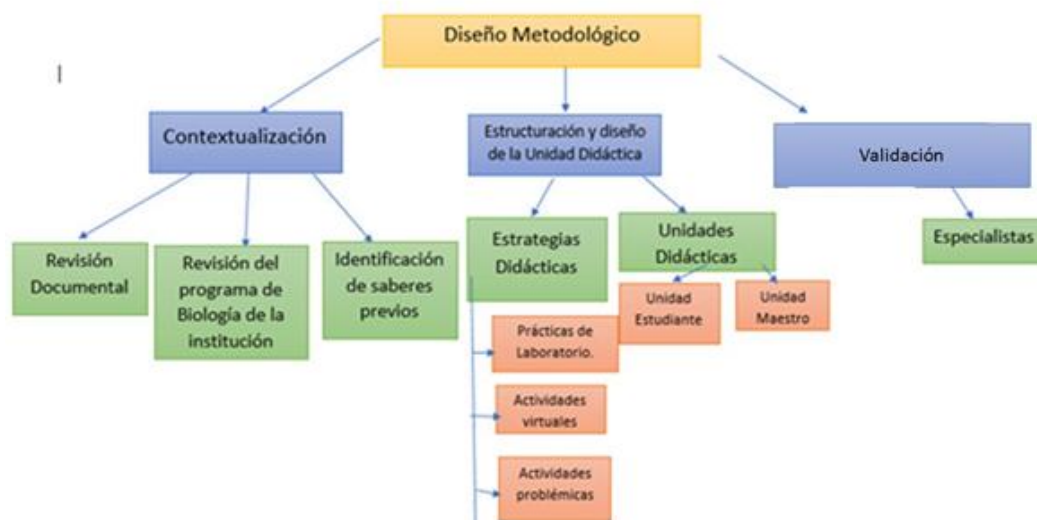 Diseño Metodológico
Contextualización
Estructuración y diseño
de la Unidad Didáctica
Validación
Revisión
Documental
Revisión del
programa de
Biología de la
institución
Identificación
de saberes
previos
Estrategias
Didácticas
Unidades
Didácticas
Especialistas
Unidad
Estudiante
Unidad
Maestro
Prácticas de
Laboratorio.
Actividades
virtuales
Actividades
problémicas